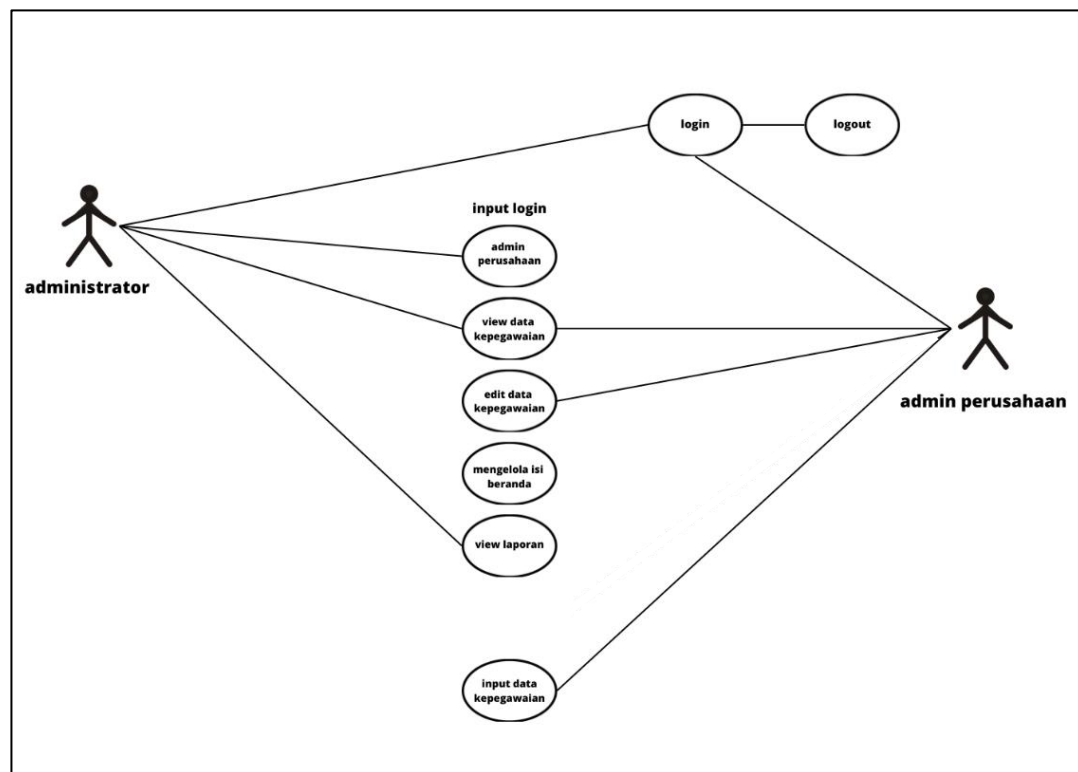 login
logout
input login
admin
perusahaan
administrator
view data
kepegawaian
edit data
kepegawaian
admin perusahaan
mengelola isi
beranda
view laporan
input data
kepegawaian